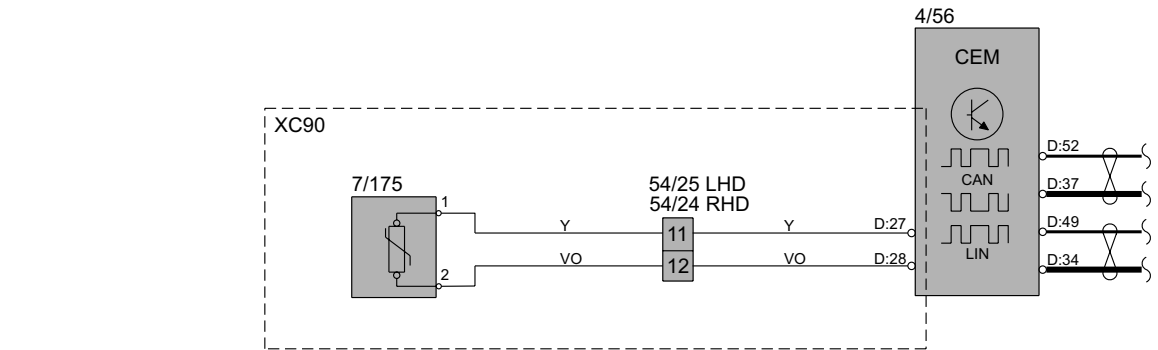 4/56
CEM
XC90
D:52
CAN
7/175
54/25 LHD
54/24 RHD
D:37
1
Y
11
Y
D:27
D:49
LIN
VO
12
VO
D:28
D:34
2